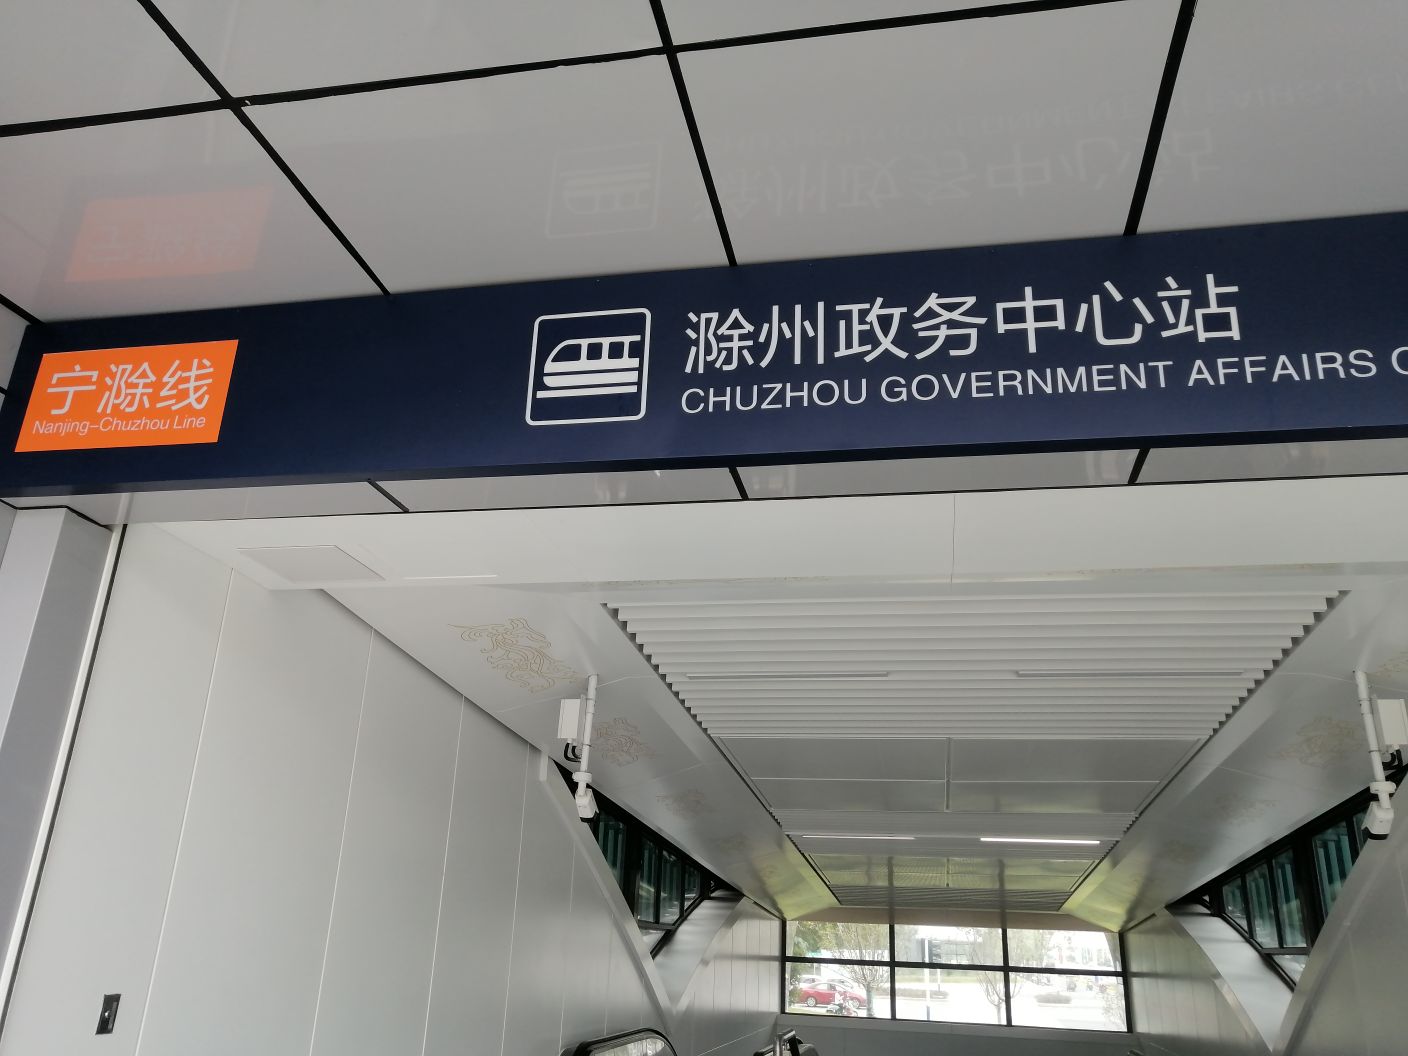 宁滁线
Nanjing-Chuzhou Line
滁州政务中心站
CHUZHOU GOVERNMENT AFFAIRS C